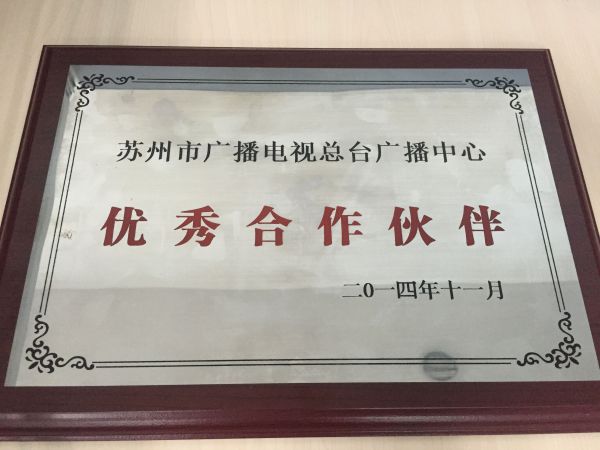 苏州市广播电视总台广播中心
优秀合作伙伴
二0一四年十一月